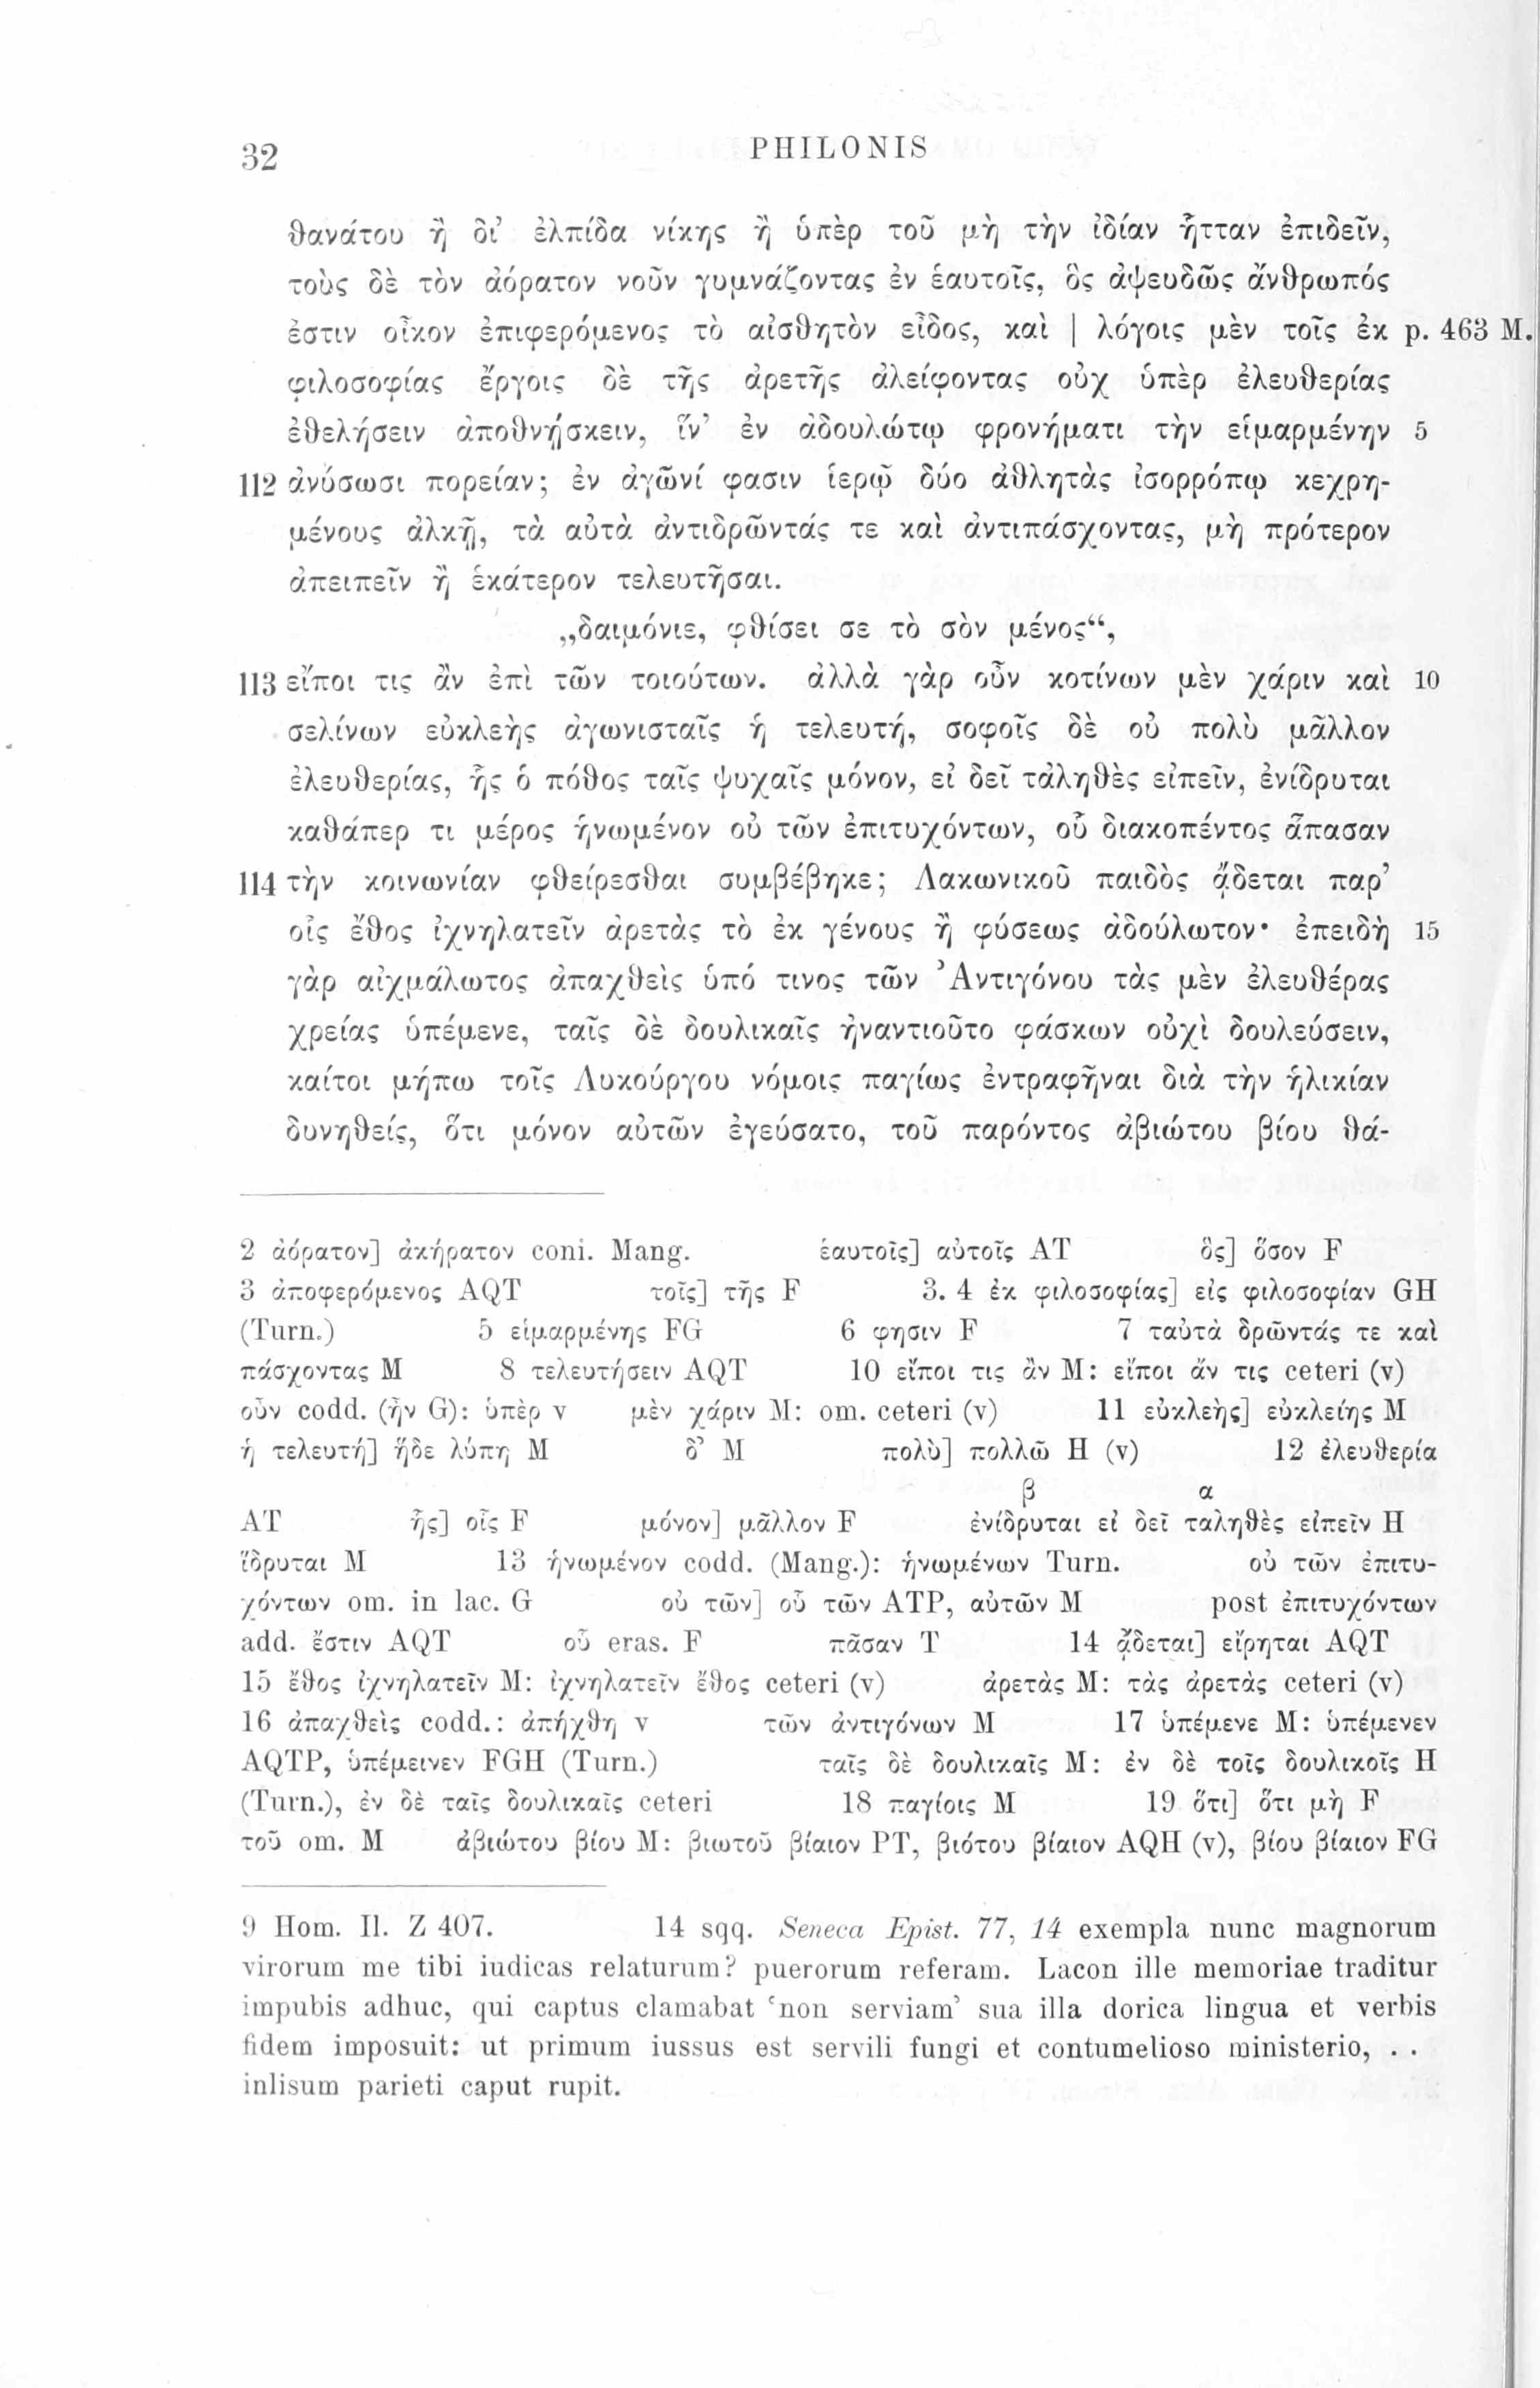 32 PHILONIS
θανάτου ἢ δι’ ἐλπίδα νίκης ἢ ὑπὲρ τοῦ μὴ τὴν ἰδίαν ἧτταν ἐπιδεῖν,
τοὺς δὲ τὸν ἀόρατον νοῦν γυμνάζοντας ἐν ἑαυτοῖς, ὃς ἀψευδῶς ἄνθρωπός
ἐστιν οἶκον ἐπιφερόμενος τὸ αἰσθητὸν εἶδος, καὶ | λόγοις μὲν τοῖς ἐκ p. 463 M.
φιλοσοφίας ἔργοις δὲ τῆς ἀρετῆς ἀλείφοντας οὐχ ὑπὲρ ἐλευθερίας
ἐθελήσειν ἀποθνῄσκειν, ἵν’ ἐν ἀδουλώτῳ φρονήματι τὴν εἱμαρμένην 5
112 ἀνύσωσι πορείαν; ἐν ἀγῶνί φασιν ἱερῷ δύο ἀθλητὰς ἰσορρόπῳ κεχρη-
μένους ἀλκῇ, τὰ αὐτὰ ἀντιδρῶντάς τε καὶ ἀντιπάσχοντας, μὴ πρότερον
ἀπειπεῖν ἢ ἑκάτερον τελευτῆσαι.
„δαιμόνιε, φθίσει σε τὸ σὸν μένος“,
113 εἴποι τις ἂν ἐπὶ τῶν τοιούτων. ἀλλὰ γὰρ οὖν κοτίνων μὲν χάριν καὶ 10
σελίνων εὐκλεὴς ἀγωνισταῖς ἡ τελευτή, σοφοῖς δὲ οὐ πολὺ μᾶλλον
ἐλευθερίας, ἧς ὁ πόθος ταῖς ψυχαῖς μόνον, εἰ δεῖ τἀληθὲς εἰπεῖν, ἐνίδρυται
καθάπερ τι μέρος ἡνωμένον οὐ τῶν ἐπιτυχόντων, οὗ διακοπέντος ἅπασαν
114 τὴν κοινωνίαν φθείρεσθαι συμβέβηκε; Λακωνικοῦ παιδὸς ᾄδεται παρ’
οἷς ἔθος ἰχνηλατεῖν ἀρετὰς τὸ ἐκ γένους ἢ φύσεως ἀδούλωτον· ἐπειδὴ 15
γὰρ αἰχμάλωτος ἀπαχθεὶς ὑπό τινος τῶν Ἀντιγόνου τὰς μὲν ἐλευθέρας
χρείας ὑπέμενε, ταῖς δὲ δουλικαῖς ἠναντιοῦτο φάσκων οὐχὶ δουλεύσειν,
καίτοι μήπω τοῖς Λυκούργου νόμοις παγίως ἐντραφῆναι διὰ τὴν ἡλικίαν
δυνηθείς, ὅτι μόνον αὐτῶν ἐγεύσατο, τοῦ παρόντος ἀβιώτου βίου θά-
2 ἀόρατον] ἀκήρατον coni. Mang. ἑαυτοῖς] αὐτοῖς AT ὃς] ὅσον F
3 ἀποφερόμενος AQT τοῖς] τῆς F 3. 4 ἐκ φιλοσοφίας] εἰς φιλοσοφίαν GH
(Turn.) 5 εἱμαρμένης FG 6 φησιν F 7 ταὐτὰ δρῶντάς τε καὶ
πάσχοντας M 8 τελευτήσειν AQT 10 εἴποι τις ἂν M: εἴποι ἄν τις ceteri (v)
οὖν codd. (ἦν G): ὑπὲρ v μὲν χάριν M: om. ceteri (v) 11 εὐκλεὴς] εὐκλείης M
ἡ τελευτή] ἥδε λύπη M δ’ M πολὺ] πολλῶ H (v) 12 ἐλευθερία
β α
AT ἧς] οἷς F μόνον] μᾶλλον F ἐνίδρυται εἰ δεῖ ταληθὲς εἰπεῖν H
ἵδρυται M 13 ἡνωμένον codd. (Mang.): ἡνωμένων Turn. οὐ τῶν ἐπιτυ-
χόντων om. in lac. G οὐ τῶν] οὗ τῶν ATP, αὐτῶν M post ἐπιτυχόντων
add. ἔστιν AQT οὗ eras. F πᾶσαν T 14 ᾄδεται] εἴρηται AQT
15 ἔθος ἰχνηλατεῖν M: ἰχνηλατεῖν ἔθος ceteri (v) ἀρετὰς M: τὰς ἀρετὰς ceteri (v)
16 ἀπαχθεὶς codd.: ἀπήχθη v τῶν ἀντιγόνων M 17 ὑπέμενε M: ὑπέμενεν
AQTP, ὑπέμεινεν FGH (Turn.) ταῖς δὲ δουλικαῖς M: ἐν δὲ τοῖς δουλικοῖς H
(Turn.), ἐν δὲ ταῖς δουλικαῖς ceteri 18 παγίοις M 19 ὅτι] ὅτι μὴ F
τοῦ om. M ἀβιώτου βίου M: βιωτοῦ βίαιον PT, βιότου βίαιον AQH (v), βίου βίαιον FG
9 Hom. Il. Z 407. 14 sqq. Seneca Epist. 77, 14 exempla nunc magnorum
virorum me tibi iudicas relaturum? puerorum referam. Lacon ille memoriae traditur
impubis adhuc, qui captus clamabat ‘non serviam’ sua illa dorica lingua et verbis
fidem imposuit: ut primum iussus est servili fungi et contumelioso ministerio, . .
inlisum parieti caput rupit.